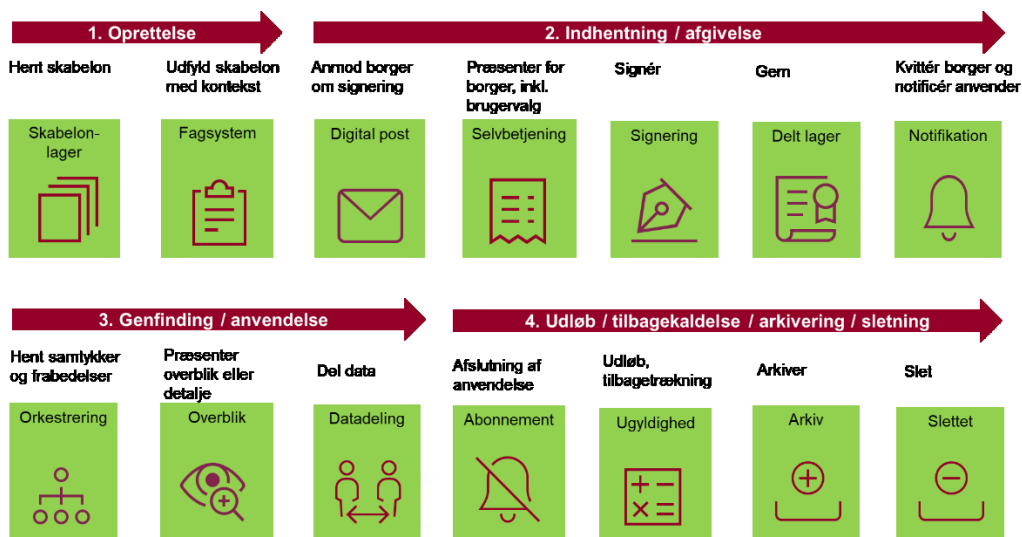 1. Oprettelse
2. Indhentning / afgivelse
Hent skabelon
Udfyld skabelon
med kontekst
Anmod borger
om signering
Præsenter for
borger, inkl.
brugervalg
Signér
Gem
Kvittér borger og
notificér anvender
Skabelon-
lager
Fagsystem
Digital post
Selvbetjening
Signering
Delt lager
Notifikation
3. Genfinding / anvendelse
4. Udløb / tilbagekaldelse / arkivering / sletning
Hent samtykker
og frabedelser
Præsenter
overblik eller
detalje
Del data
Afslutning af
anvendelse
Udløb,
tilbagetrækning
Arkiver
Slet
Orkestrering
Overblik
Datadeling
Abonnement
Ugyldighed
Arkiv
Slettet